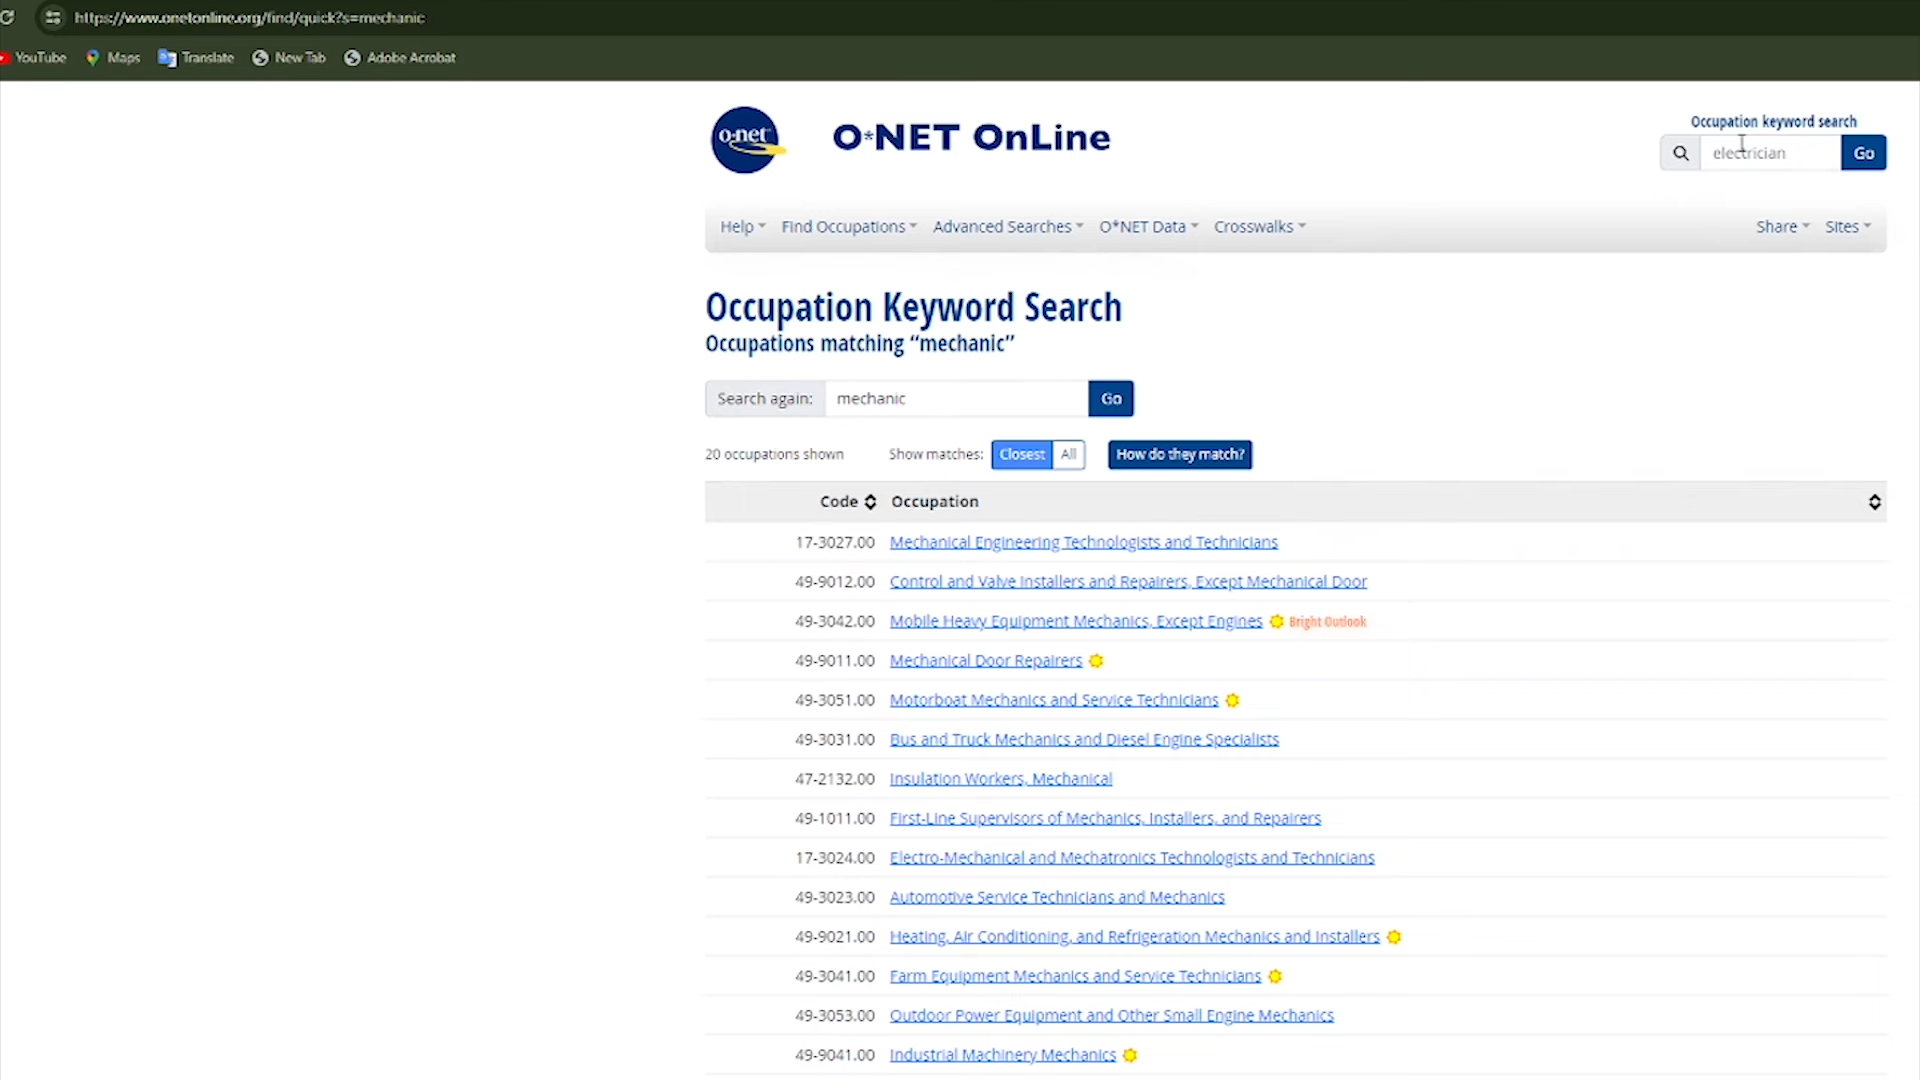 https://www.onetonline.org/find/quick?s=mechanic
YouTube Maps Translate New Tab Adobe Acrobat
o·net O*NET OnLine
Occupation keyword search
electrician Go
Help Find Occupations Advanced Searches O*NET Data Crosswalks Share Sites
Occupation Keyword Search
Occupations matching “mechanic”
Search again: mechanic Go
20 occupations shown Show matches: Closest All How do they match?
Code Occupation
17-3027.00 Mechanical Engineering Technologists and Technicians
49-9012.00 Control and Valve Installers and Repairers, Except Mechanical Door
49-3042.00 Mobile Heavy Equipment Mechanics, Except Engines Bright Outlook
49-9011.00 Mechanical Door Repairers
49-3051.00 Motorboat Mechanics and Service Technicians
49-3031.00 Bus and Truck Mechanics and Diesel Engine Specialists
47-2132.00 Insulation Workers, Mechanical
49-1011.00 First-Line Supervisors of Mechanics, Installers, and Repairers
17-3024.00 Electro-Mechanical and Mechatronics Technologists and Technicians
49-3023.00 Automotive Service Technicians and Mechanics
49-9021.00 Heating, Air Conditioning, and Refrigeration Mechanics and Installers
49-3041.00 Farm Equipment Mechanics and Service Technicians
49-3053.00 Outdoor Power Equipment and Other Small Engine Mechanics
49-9041.00 Industrial Machinery Mechanics